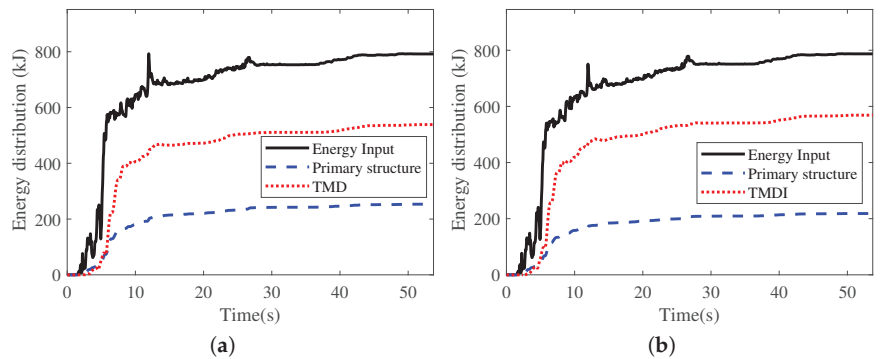 Energy distribution (kJ)
800
600
400
200
0
Energy Input
Primary structure
TMD
0 10 20 30 40 50
Time(s)
(a)
Energy distribution (kJ)
800
600
400
200
0
Energy Input
Primary structure
TMDI
0 10 20 30 40 50
Time(s)
(b)